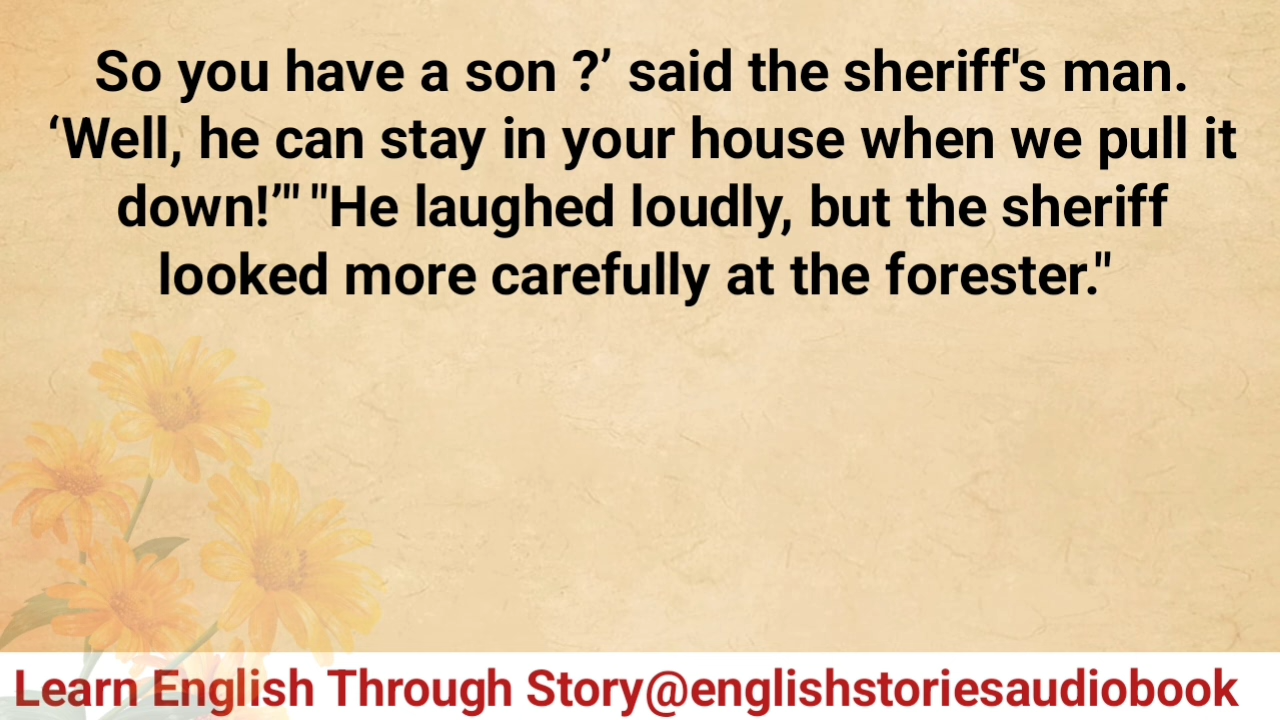 So you have a son ?’ said the sheriff's man.
‘Well, he can stay in your house when we pull it
down!’" "He laughed loudly, but the sheriff
looked more carefully at the forester."
Learn English Through Story@englishstoriesaudiobook